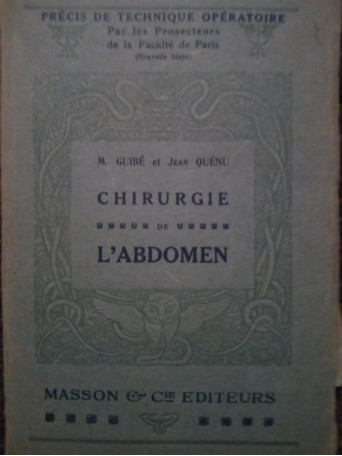 PRÉCIS DE TECHNIQUE OPÉRATOIRE
Par les Prosecteurs
de la Faculté de Paris
(Nouvelle Série)
M. GUIBÉ et JEAN QUÉNU
CHIRURGIE
DE
L'ABDOMEN
MASSON & CIE EDITEURS